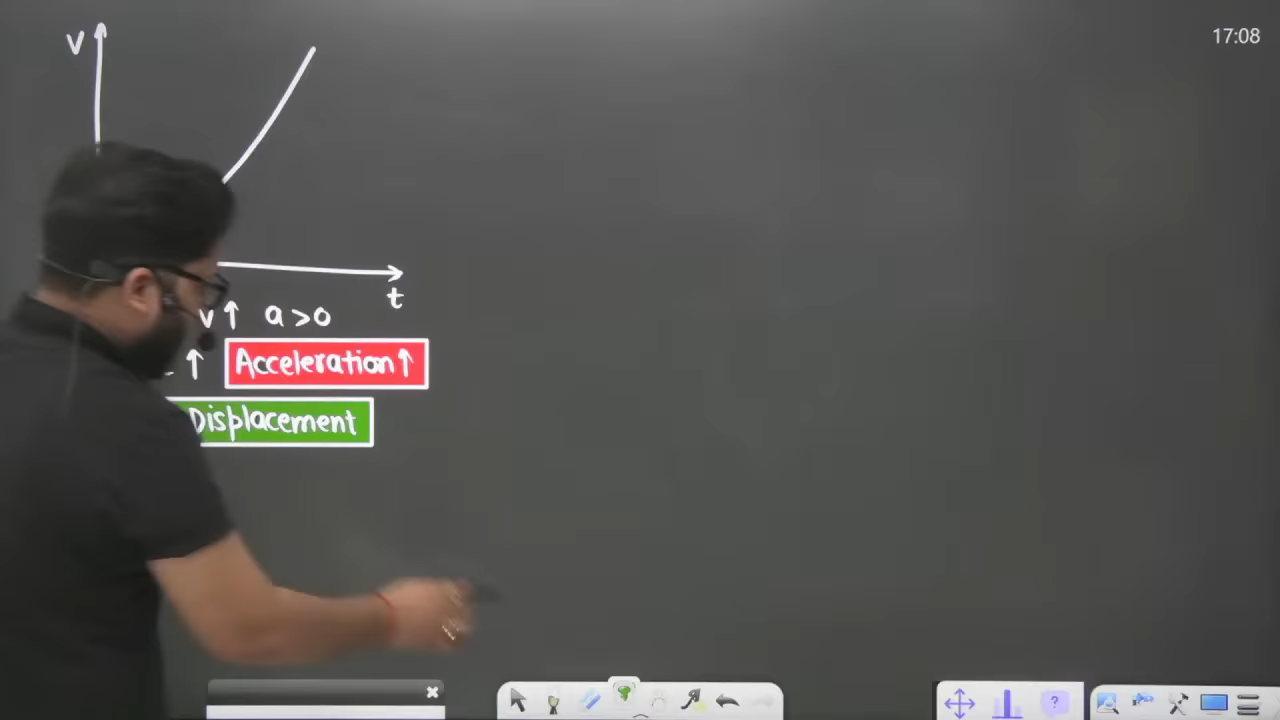 V
17:08
t
v↑ a>0
↑ Acceleration↑
Displacement
?